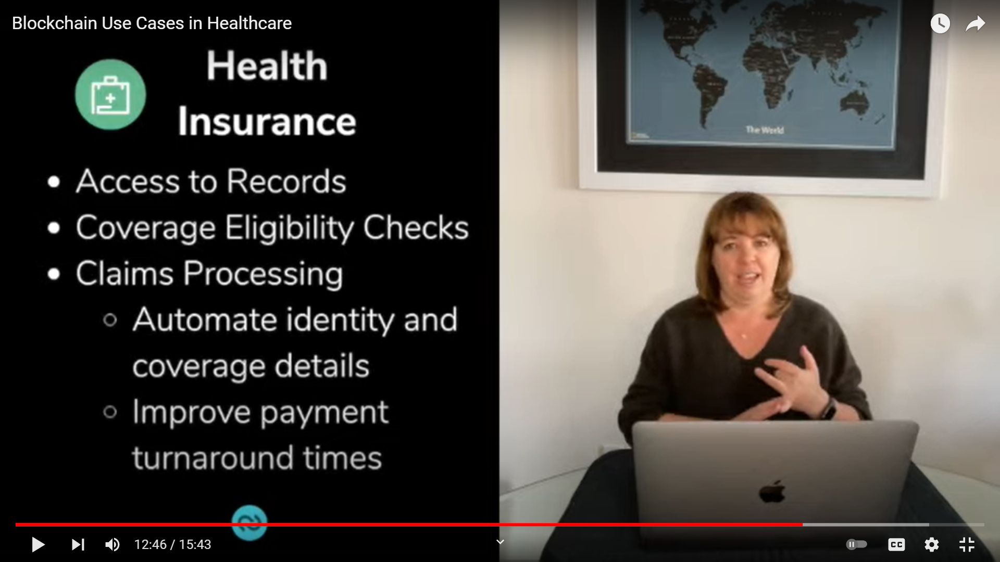 Blockchain Use Cases in Healthcare
Health
Insurance
• Access to Records
• Coverage Eligibility Checks
• Claims Processing
○ Automate identity and
coverage details
○ Improve payment
turnaround times
The World
12:46 / 15:43
CC